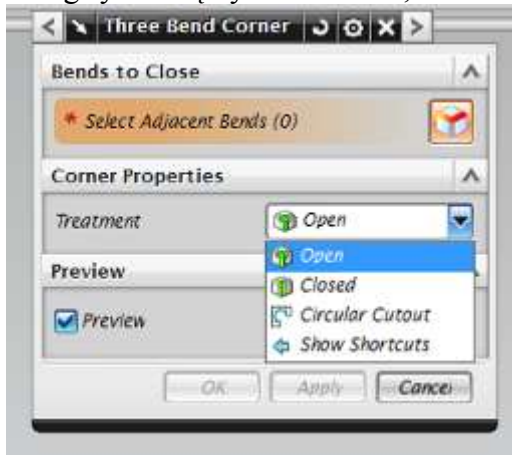 Three Bend Corner
Bends to Close
* Select Adjacent Bends (0)
Corner Properties
Treatment
Open
Open
Closed
Circular Cutout
Show Shortcuts
Preview
Preview
OK Apply Cancel